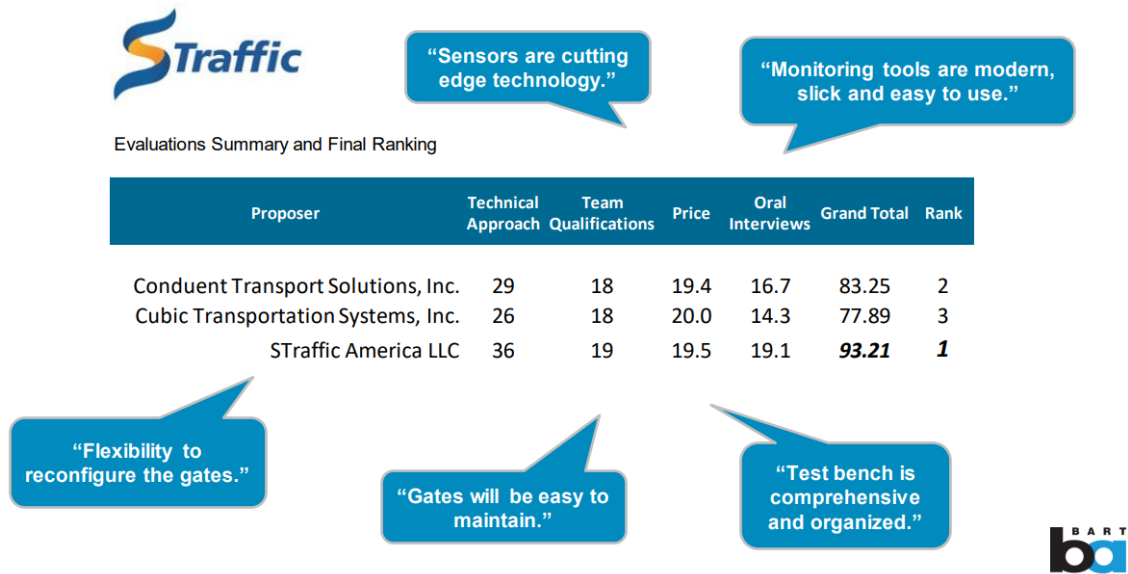 STraffic
“Sensors are cutting
edge technology.”
“Monitoring tools are modern,
slick and easy to use.”
Evaluations Summary and Final Ranking
Proposer Technical Approach Team Qualifications Price Oral Interviews Grand Total Rank
Conduent Transport Solutions, Inc. 29 18 19.4 16.7 83.25 2
Cubic Transportation Systems, Inc. 26 18 20.0 14.3 77.89 3
STraffic America LLC 36 19 19.5 19.1 93.21 1
“Flexibility to
reconfigure the gates.”
“Gates will be easy to
maintain.”
“Test bench is
comprehensive
and organized.”
BART
ba